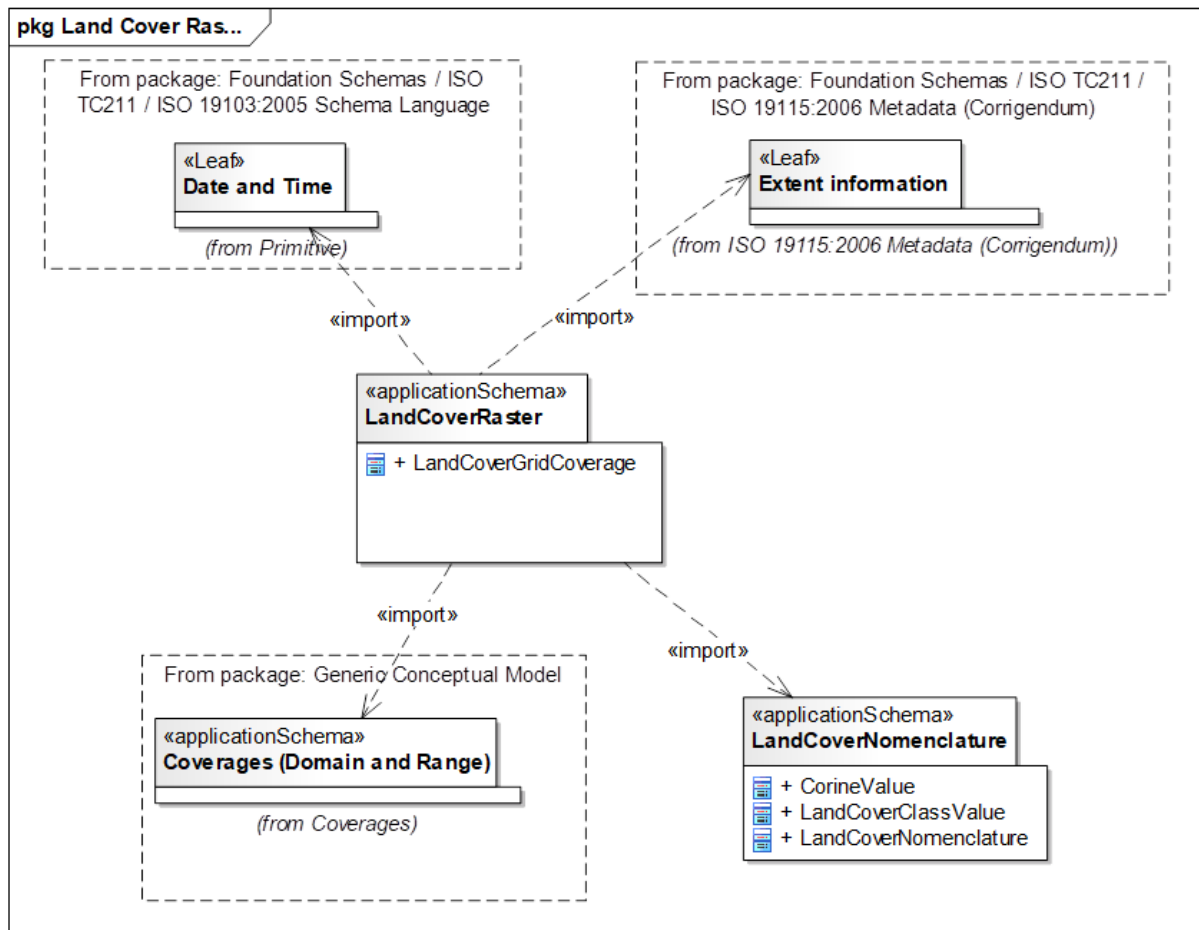 pkg Land Cover Ras...
From package: Foundation Schemas / ISO
TC211 / ISO 19103:2005 Schema Language
«Leaf»
Date and Time
(from Primitive)
From package: Foundation Schemas / ISO TC211 /
ISO 19115:2006 Metadata (Corrigendum)
«Leaf»
Extent information
(from ISO 19115:2006 Metadata (Corrigendum))
«import»
«import»
«applicationSchema»
LandCoverRaster
+ LandCoverGridCoverage
«import»
«import»
From package: Generic Conceptual Model
«applicationSchema»
Coverages (Domain and Range)
(from Coverages)
«applicationSchema»
LandCoverNomenclature
+ CorineValue
+ LandCoverClassValue
+ LandCoverNomenclature